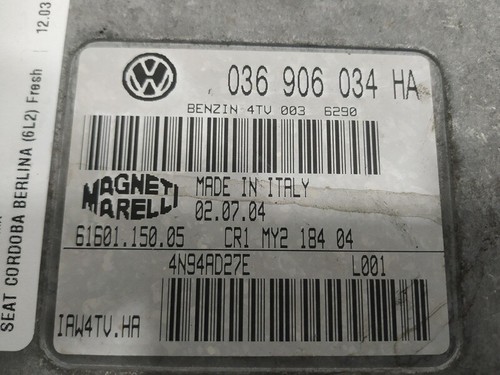 SEAT CORDOBA BERLINA (6L2) Fresh
12.03
036 906 034 HA
BENZIN 4TV 003 6290
MAGNETI MARELLI
MADE IN ITALY
02.07.04
61601.150.05 CR1 MY2 184 04
4N94AD27E L001
IAW4TV.HA